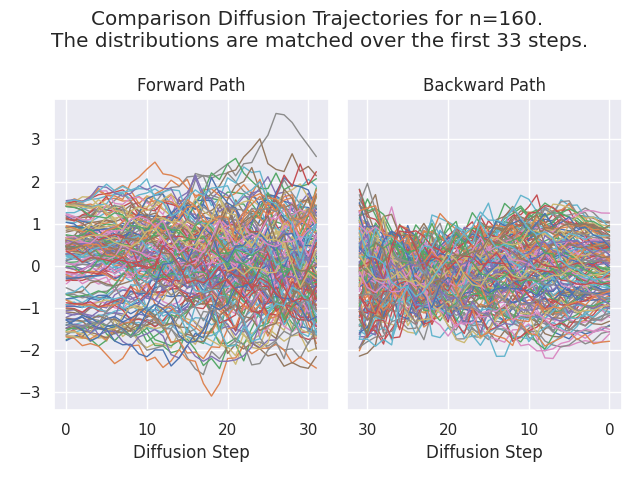 Comparison Diffusion Trajectories for n=160.
The distributions are matched over the first 33 steps.
Forward Path
Backward Path
3
2
1
0
−1
−2
−3
0 10 20 30
30 20 10 0
Diffusion Step
Diffusion Step